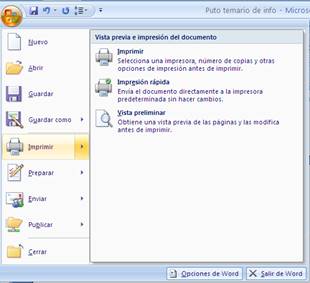 Puto temario de info - Microsof
Nuevo
Abrir
Guardar
Guardar como
Imprimir
Preparar
Enviar
Publicar
Cerrar
Vista previa e impresión del documento
Imprimir
Selecciona una impresora, número de copias y otras
opciones de impresión antes de imprimir.
Impresión rápida
Envía el documento directamente a la impresora
predeterminada sin hacer cambios.
Vista preliminar
Obtiene una vista previa de las páginas y las modifica
antes de imprimir.
Opciones de Word
Salir de Word